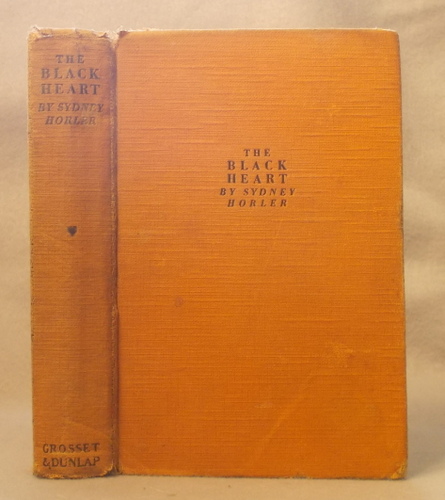 THE
BLACK
HEART
BY SYDNEY
HORLER
GROSSET
& DUNLAP
THE
BLACK
HEART
BY SYDNEY
HORLER